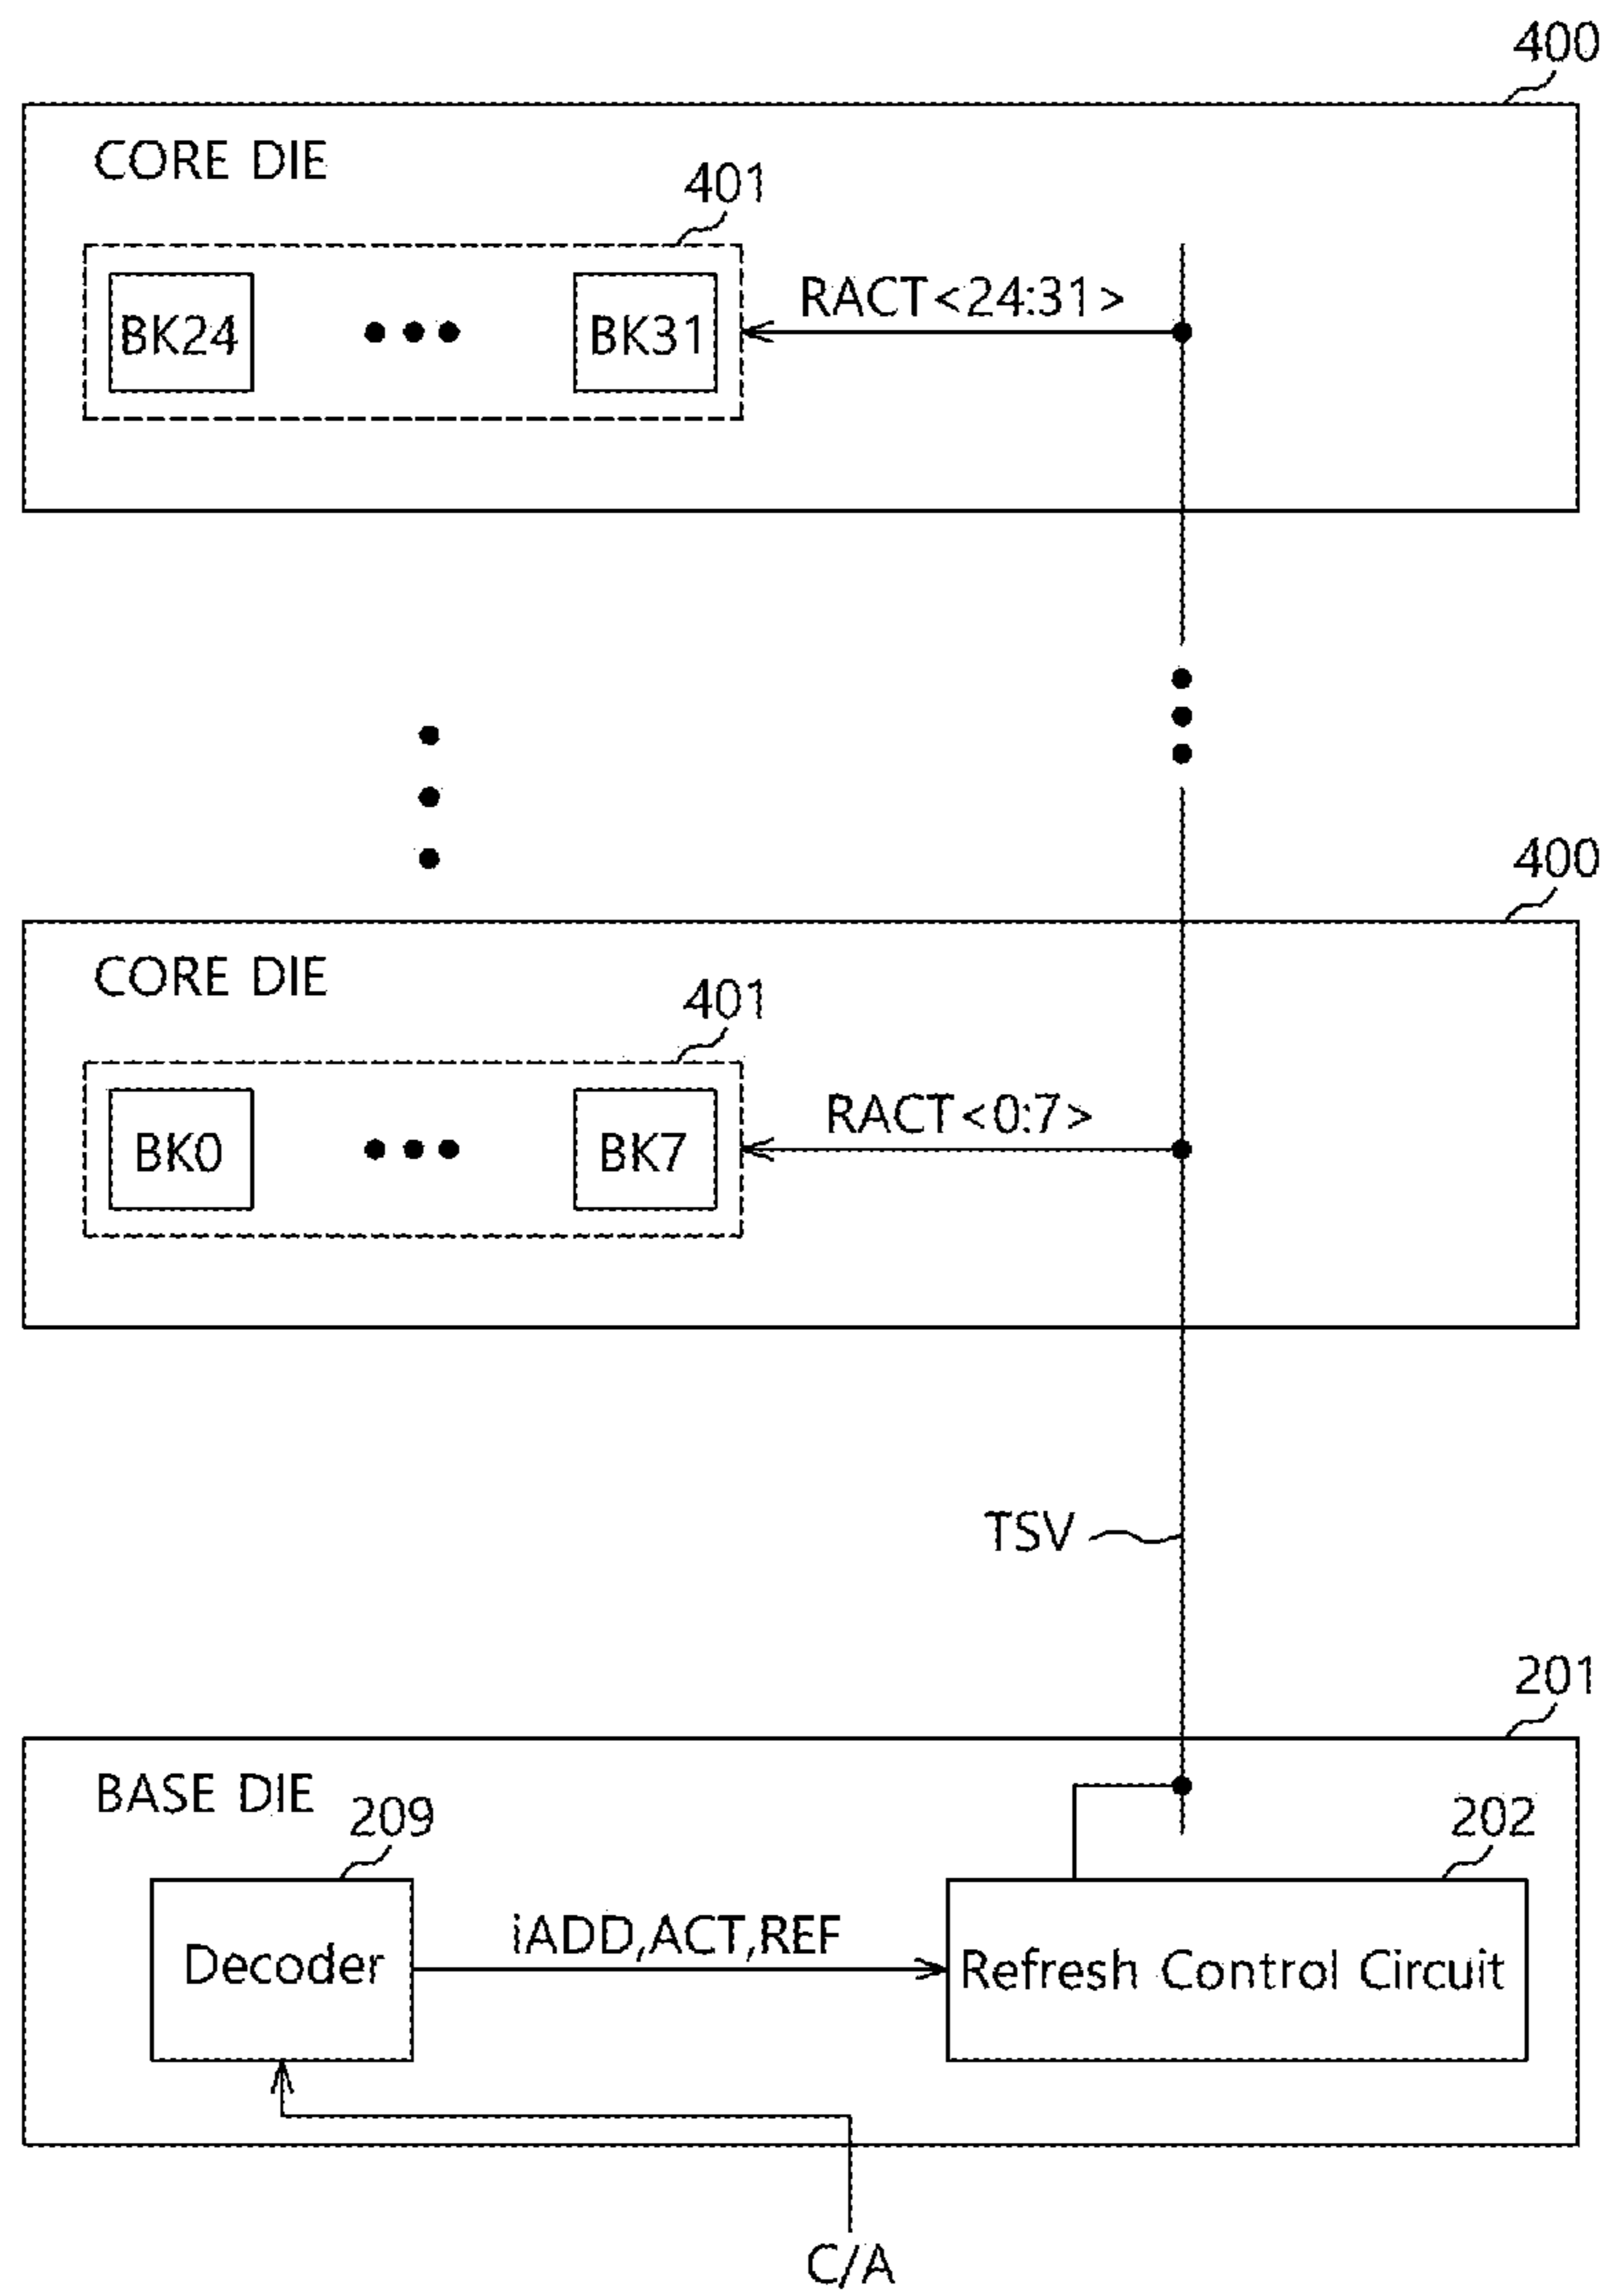 400
CORE DIE
401
BK24
BK31
RACT<24:31>
400
CORE DIE
401
BK0
BK7
RACT<0:7>
TSV
201
BASE DIE
209
202
Decoder
iADD,ACT,REF
Refresh Control Circuit
C/A